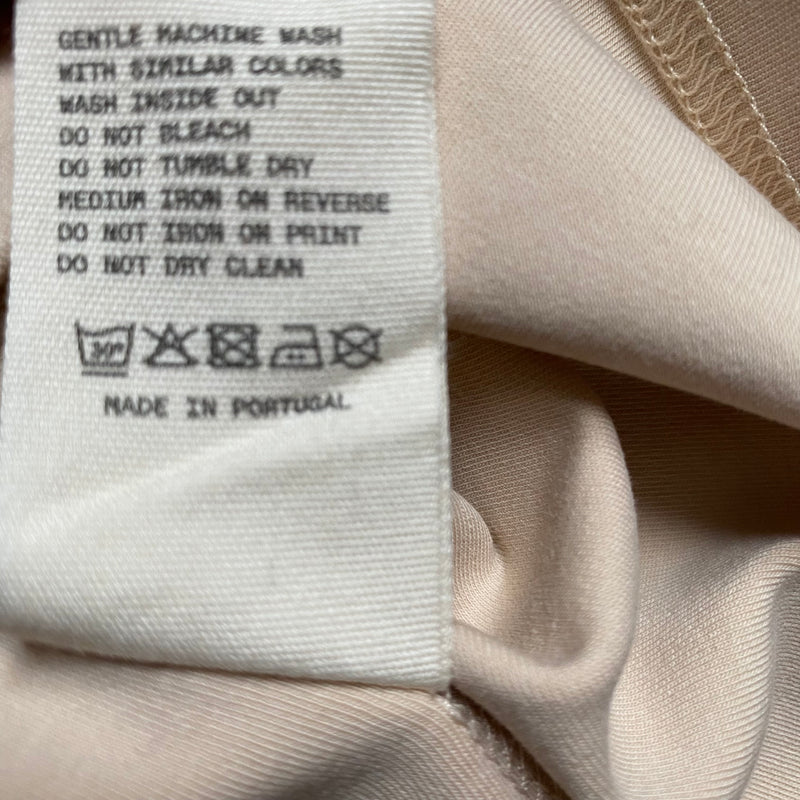 GENTLE MACHINE WASH
WITH SIMILAR COLORS
WASH INSIDE OUT
DO NOT BLEACH
DO NOT TUMBLE DRY
MEDIUM IRON ON REVERSE
DO NOT IRON ON PRINT
DO NOT DRY CLEAN
30°
MADE IN PORTUGAL